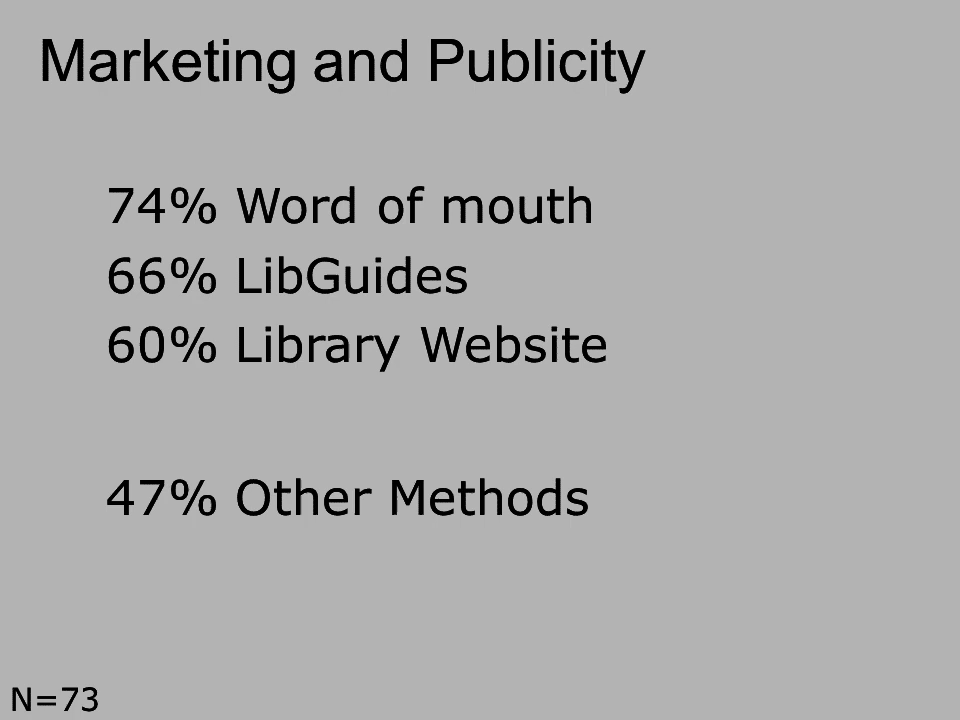 Marketing and Publicity
74% Word of mouth
66% LibGuides
60% Library Website
47% Other Methods
N=73